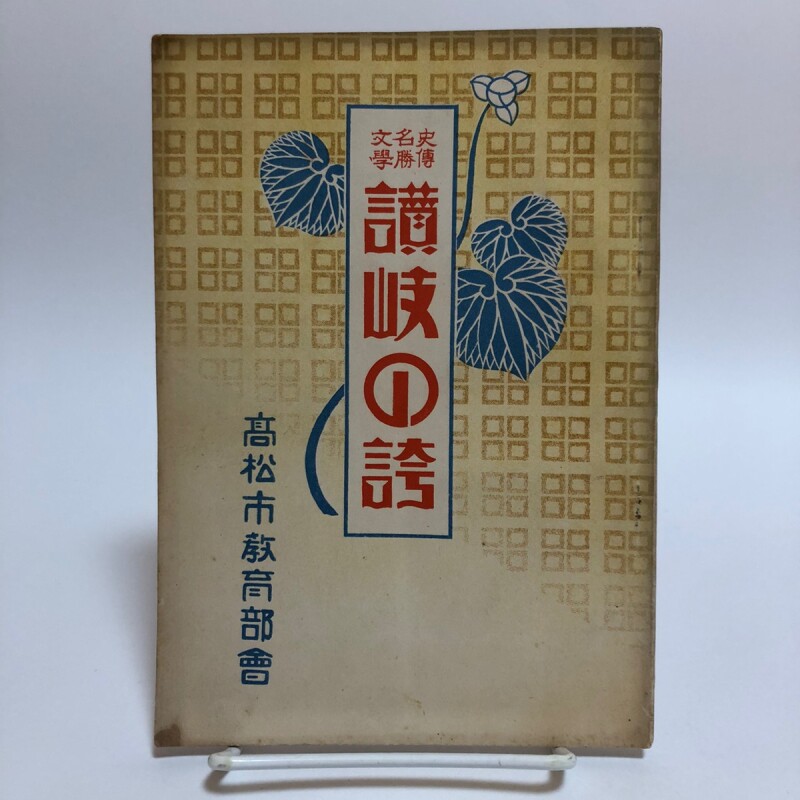 史傳
名勝
文學
讃岐の誇
高松市教育部會